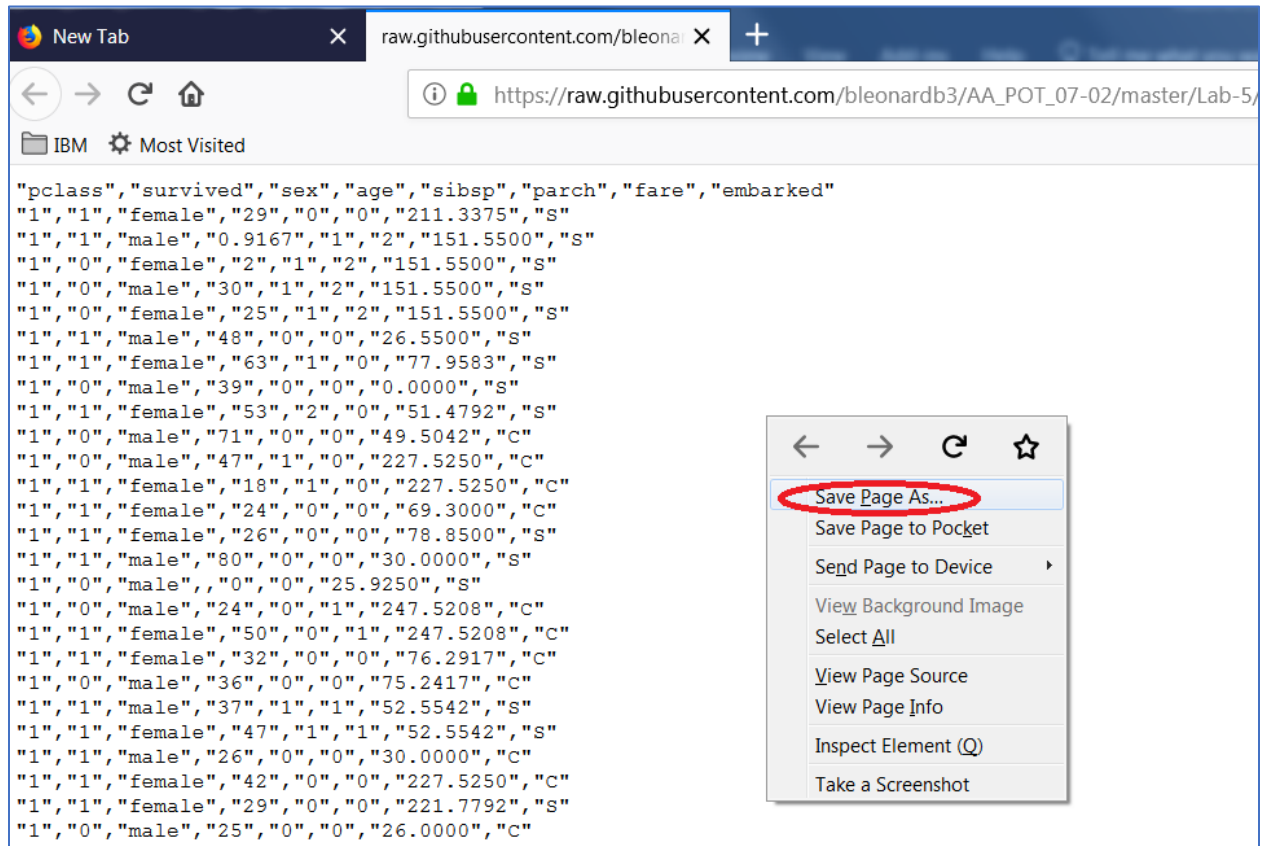 New Tab
raw.githubusercontent.com/bleona
https://raw.githubusercontent.com/bleonardb3/AA_POT_07-02/master/Lab-5/
IBM Most Visited
"pclass","survived","sex","age","sibsp","parch","fare","embarked"
"1","1","female","29","0","0","211.3375","S"
"1","1","male","0.9167","1","2","151.5500","S"
"1","0","female","2","1","2","151.5500","S"
"1","0","male","30","1","2","151.5500","S"
"1","0","female","25","1","2","151.5500","S"
"1","1","male","48","0","0","26.5500","S"
"1","1","female","63","1","0","77.9583","S"
"1","0","male","39","0","0","0.0000","S"
"1","1","female","53","2","0","51.4792","S"
"1","0","male","71","0","0","49.5042","C"
"1","0","male","47","1","0","227.5250","C"
"1","1","female","18","1","0","227.5250","C"
"1","1","female","24","0","0","69.3000","C"
"1","1","female","26","0","0","78.8500","S"
"1","1","male","80","0","0","30.0000","S"
"1","0","male",,"0","0","25.9250","S"
"1","0","male","24","0","1","247.5208","C"
"1","1","female","50","0","1","247.5208","C"
"1","1","female","32","0","0","76.2917","C"
"1","0","male","36","0","0","75.2417","C"
"1","1","male","37","1","1","52.5542","S"
"1","1","female","47","1","1","52.5542","S"
"1","1","male","26","0","0","30.0000","C"
"1","1","female","42","0","0","227.5250","C"
"1","1","female","29","0","0","221.7792","S"
"1","0","male","25","0","0","26.0000","C"
Save Page As...
Save Page to Pocket
Send Page to Device
View Background Image
Select All
View Page Source
View Page Info
Inspect Element (Q)
Take a Screenshot